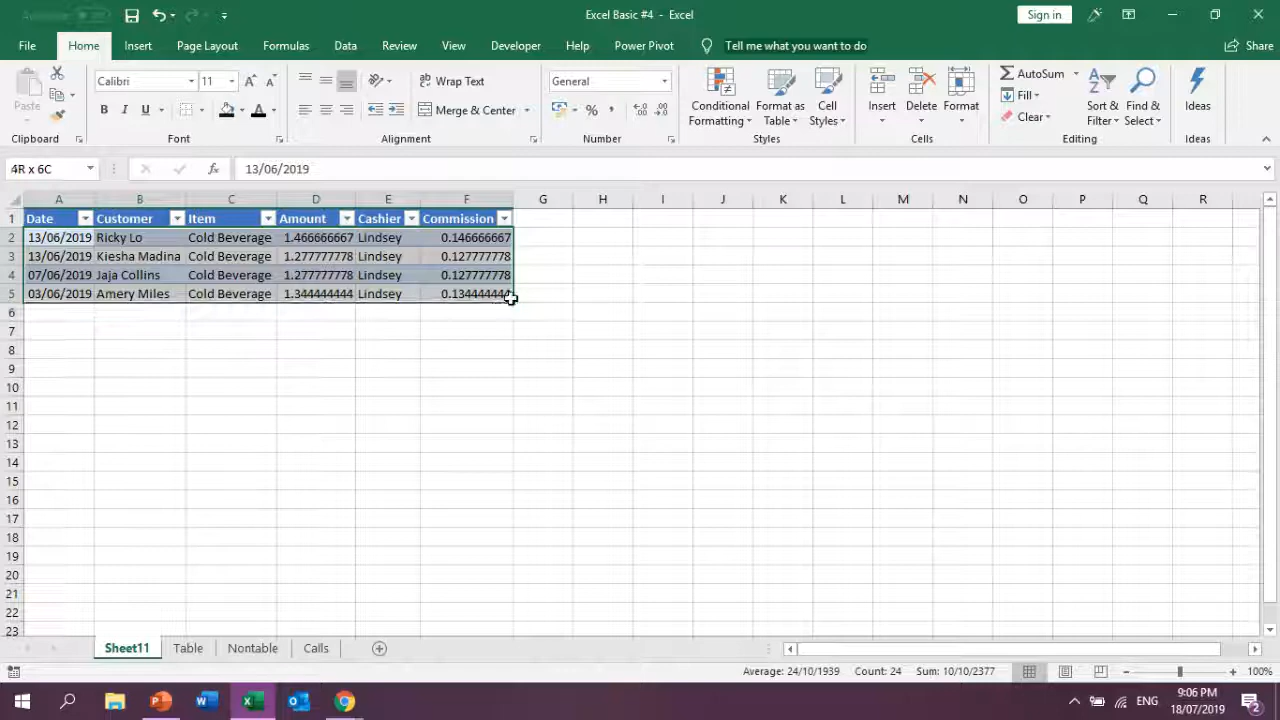 Excel Basic #4 - Excel
Sign in
File Home Insert Page Layout Formulas Data Review View Developer Help Power Pivot Tell me what you want to do Share
Paste
Calibri 11
B I U A
Wrap Text
Merge & Center
General
% ,
Conditional Formatting
Format as Table
Cell Styles
Insert
Delete
Format
AutoSum
Fill
Clear
Sort & Filter
Find & Select
Ideas
Clipboard Font Alignment Number Styles Cells Editing Ideas
4R x 6C fx 13/06/2019
A B C D E F G H I J K L M N O P Q R
1 Date Customer Item Amount Cashier Commission
2 13/06/2019 Ricky Lo Cold Beverage 1.466666667 Lindsey 0.146666667
3 13/06/2019 Kiesha Madina Cold Beverage 1.277777778 Lindsey 0.127777778
4 07/06/2019 Jaja Collins Cold Beverage 1.277777778 Lindsey 0.127777778
5 03/06/2019 Amery Miles Cold Beverage 1.344444444 Lindsey 0.134444444
6
7
8
9
10
11
12
13
14
15
16
17
18
19
20
21
22
23
Sheet11 Table Nontable Calls
Average: 24/10/1939 Count: 24 Sum: 10/10/2377 100%
ENG
9:06 PM
18/07/2019
2